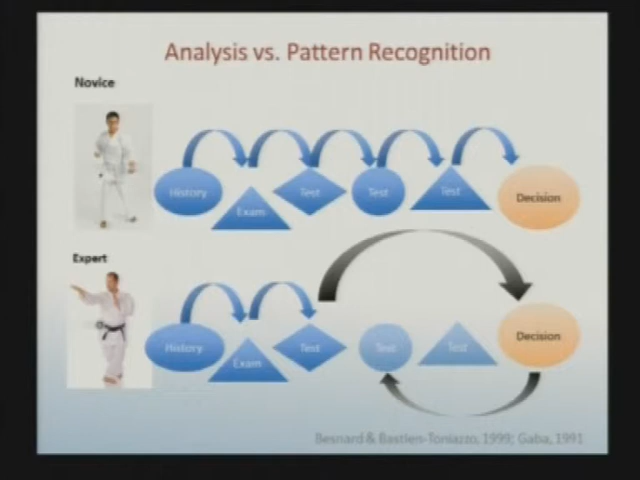 Analysis vs. Pattern Recognition
Novice
History
Exam
Test
Test
Test
Decision
Expert
History
Exam
Test
Test
Test
Decision
Besnard & Bastien-Toniazzo, 1999; Gaba, 1991